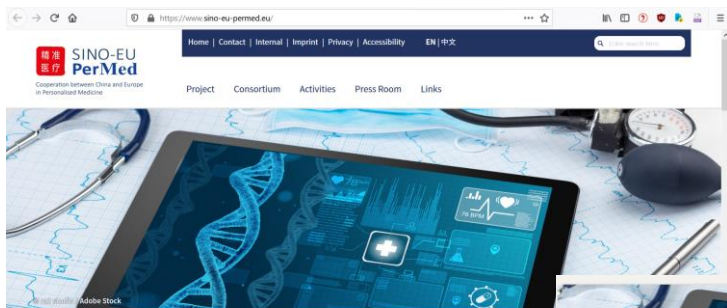 https://www.sino-eu-permed.eu/
Home | Contact | Internal | Imprint | Privacy | Accessibility EN | 中文
精准 SINO-EU
医疗 PerMed
Cooperation between China and Europe
in Personalised Medicine
Project Consortium Activities Press Room Links
76 BPM
Adobe Stock